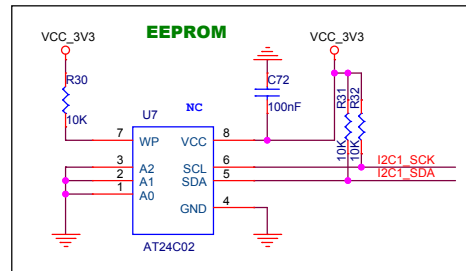 EEPROM
VCC_3V3
VCC_3V3
R30
10K
C72
100nF
R31
10K
R32
10K
U7
NC
7 WP VCC 8
3 A2 SCL 6
2 A1 SDA 5
1 A0
GND 4
I2C1_SCK
I2C1_SDA
AT24C02